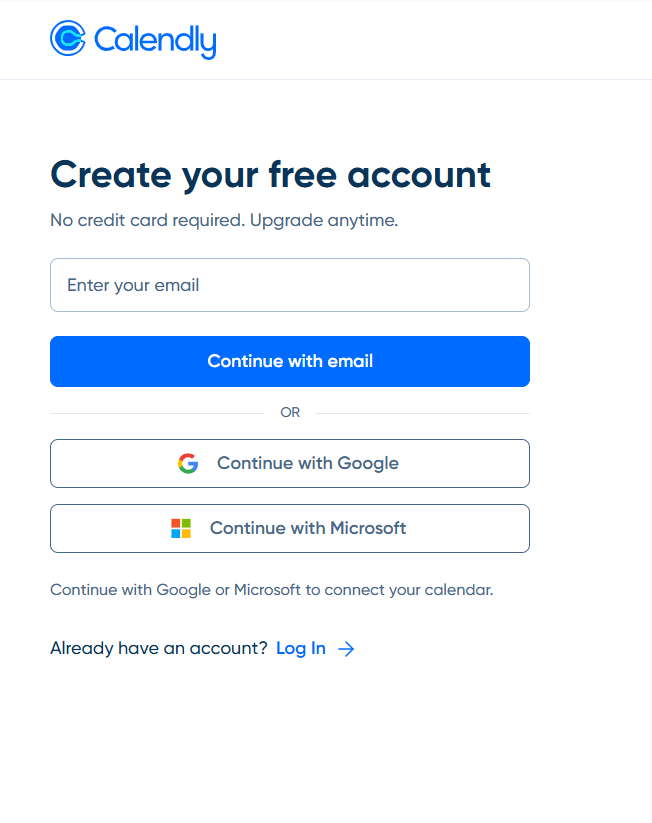 Calendly
Create your free account
No credit card required. Upgrade anytime.
Enter your email
Continue with email
OR
Continue with Google
Continue with Microsoft
Continue with Google or Microsoft to connect your calendar.
Already have an account? Log In →